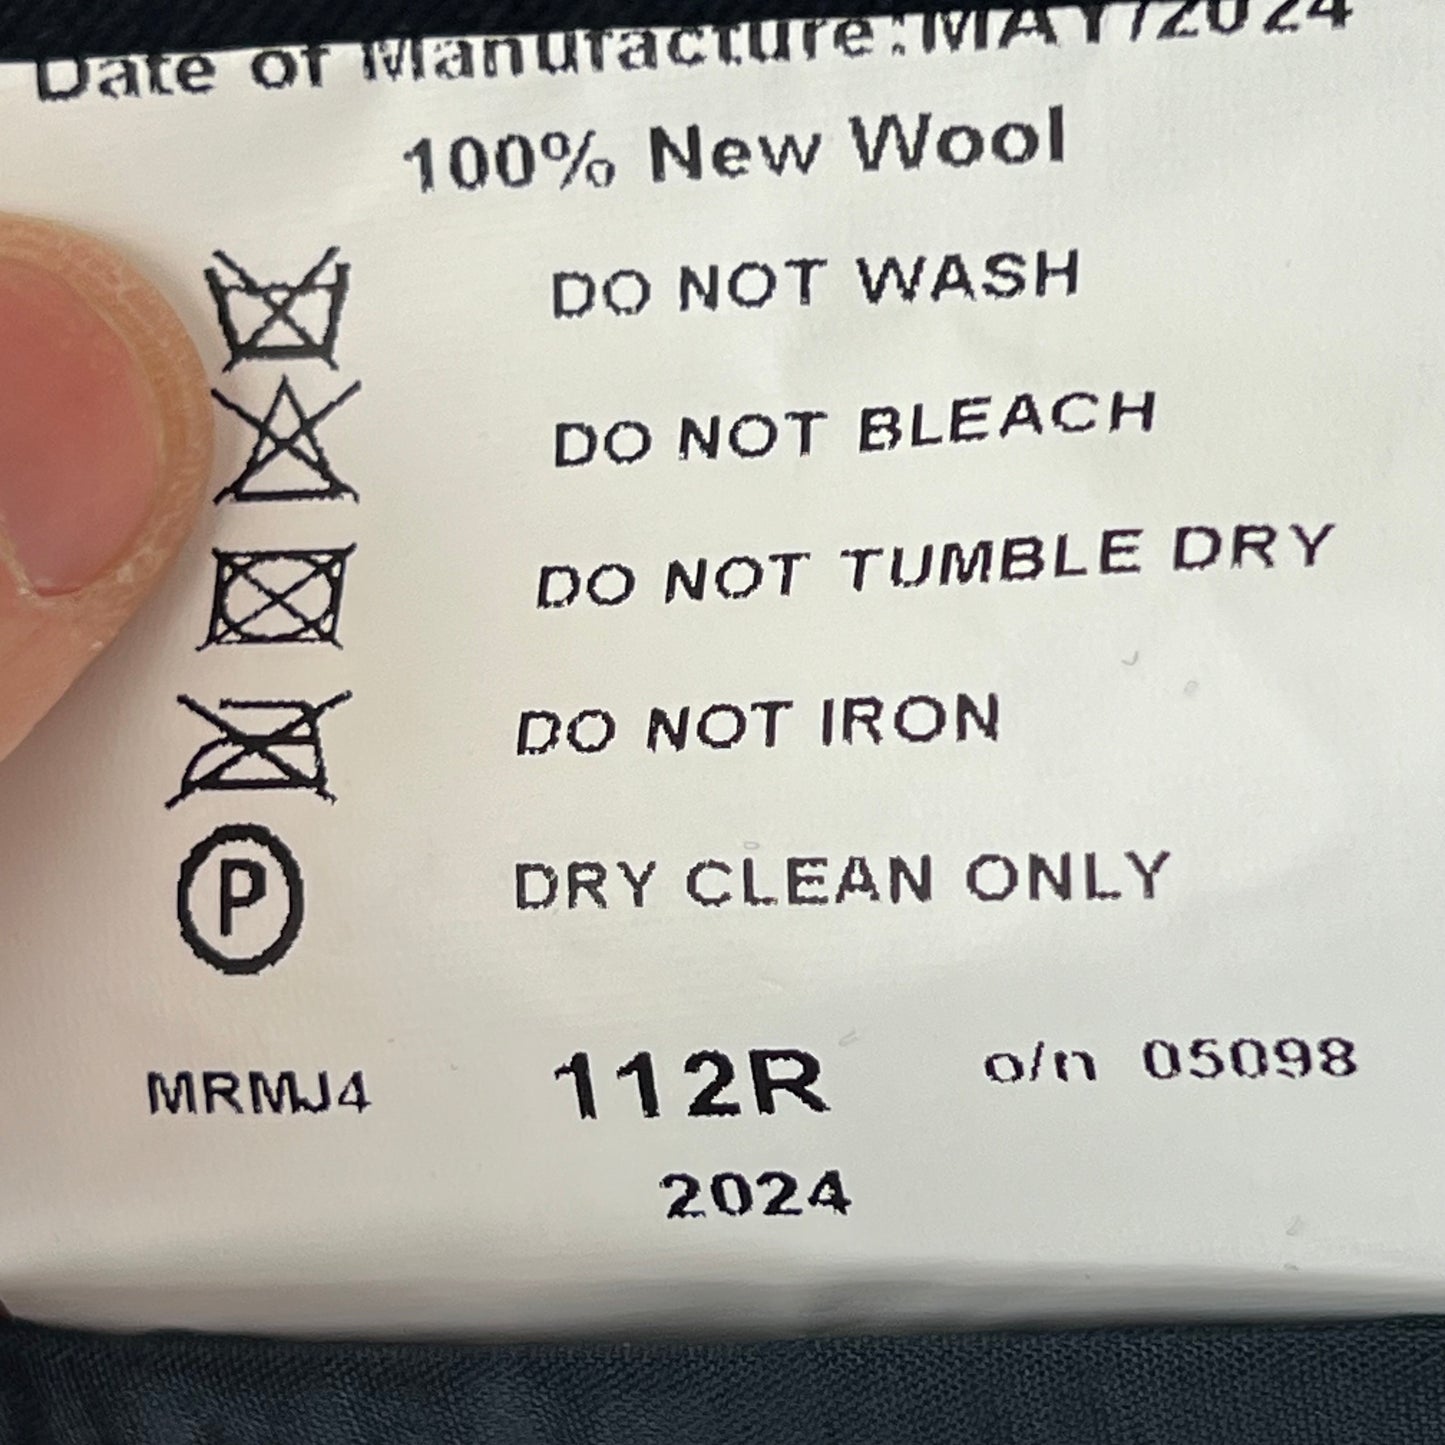 Date of Manufacture:MAY/2024
100% New Wool
DO NOT WASH
DO NOT BLEACH
DO NOT TUMBLE DRY
DO NOT IRON
P DRY CLEAN ONLY
MRMJ4 112R o/n 05098
2024